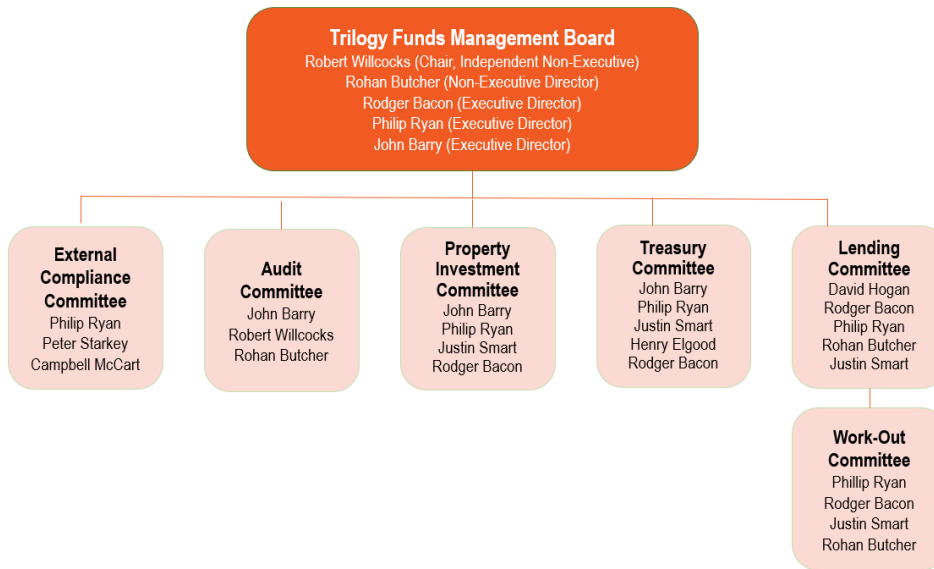 Trilogy Funds Management Board
Robert Willcocks (Chair, Independent Non-Executive)
Rohan Butcher (Non-Executive Director)
Rodger Bacon (Executive Director)
Philip Ryan (Executive Director)
John Barry (Executive Director)
External
Compliance
Committee
Philip Ryan
Peter Starkey
Campbell McCart
Audit
Committee
John Barry
Robert Willcocks
Rohan Butcher
Property
Investment
Committee
John Barry
Philip Ryan
Justin Smart
Rodger Bacon
Treasury
Committee
John Barry
Philip Ryan
Justin Smart
Henry Elgood
Rodger Bacon
Lending
Committee
David Hogan
Rodger Bacon
Philip Ryan
Rohan Butcher
Justin Smart
Work-Out
Committee
Phillip Ryan
Rodger Bacon
Justin Smart
Rohan Butcher